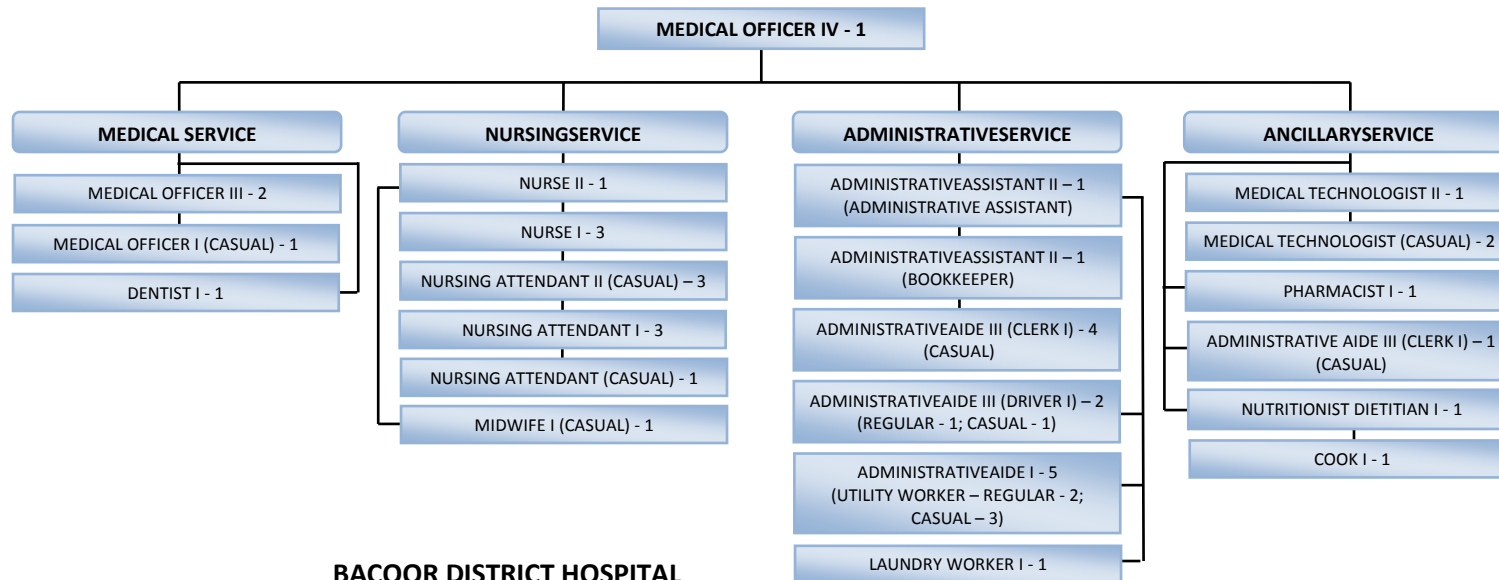 MEDICAL OFFICER IV - 1
MEDICAL SERVICE
MEDICAL OFFICER III - 2
MEDICAL OFFICER I (CASUAL) - 1
DENTIST I - 1
NURSINGSERVICE
NURSE II - 1
NURSE I - 3
NURSING ATTENDANT II (CASUAL) – 3
NURSING ATTENDANT I - 3
NURSING ATTENDANT (CASUAL) - 1
MIDWIFE I (CASUAL) - 1
ADMINISTRATIVESERVICE
ADMINISTRATIVEASSISTANT II – 1
(ADMINISTRATIVE ASSISTANT)
ADMINISTRATIVEASSISTANT II – 1
(BOOKKEEPER)
ADMINISTRATIVEAIDE III (CLERK I) - 4
(CASUAL)
ADMINISTRATIVEAIDE III (DRIVER I) – 2
(REGULAR - 1; CASUAL - 1)
ADMINISTRATIVEAIDE I - 5
(UTILITY WORKER – REGULAR - 2;
CASUAL – 3)
LAUNDRY WORKER I - 1
ANCILLARYSERVICE
MEDICAL TECHNOLOGIST II - 1
MEDICAL TECHNOLOGIST (CASUAL) - 2
PHARMACIST I - 1
ADMINISTRATIVE AIDE III (CLERK I) – 1
(CASUAL)
NUTRITIONIST DIETITIAN I - 1
COOK I - 1
BACOOR DISTRICT HOSPITAL